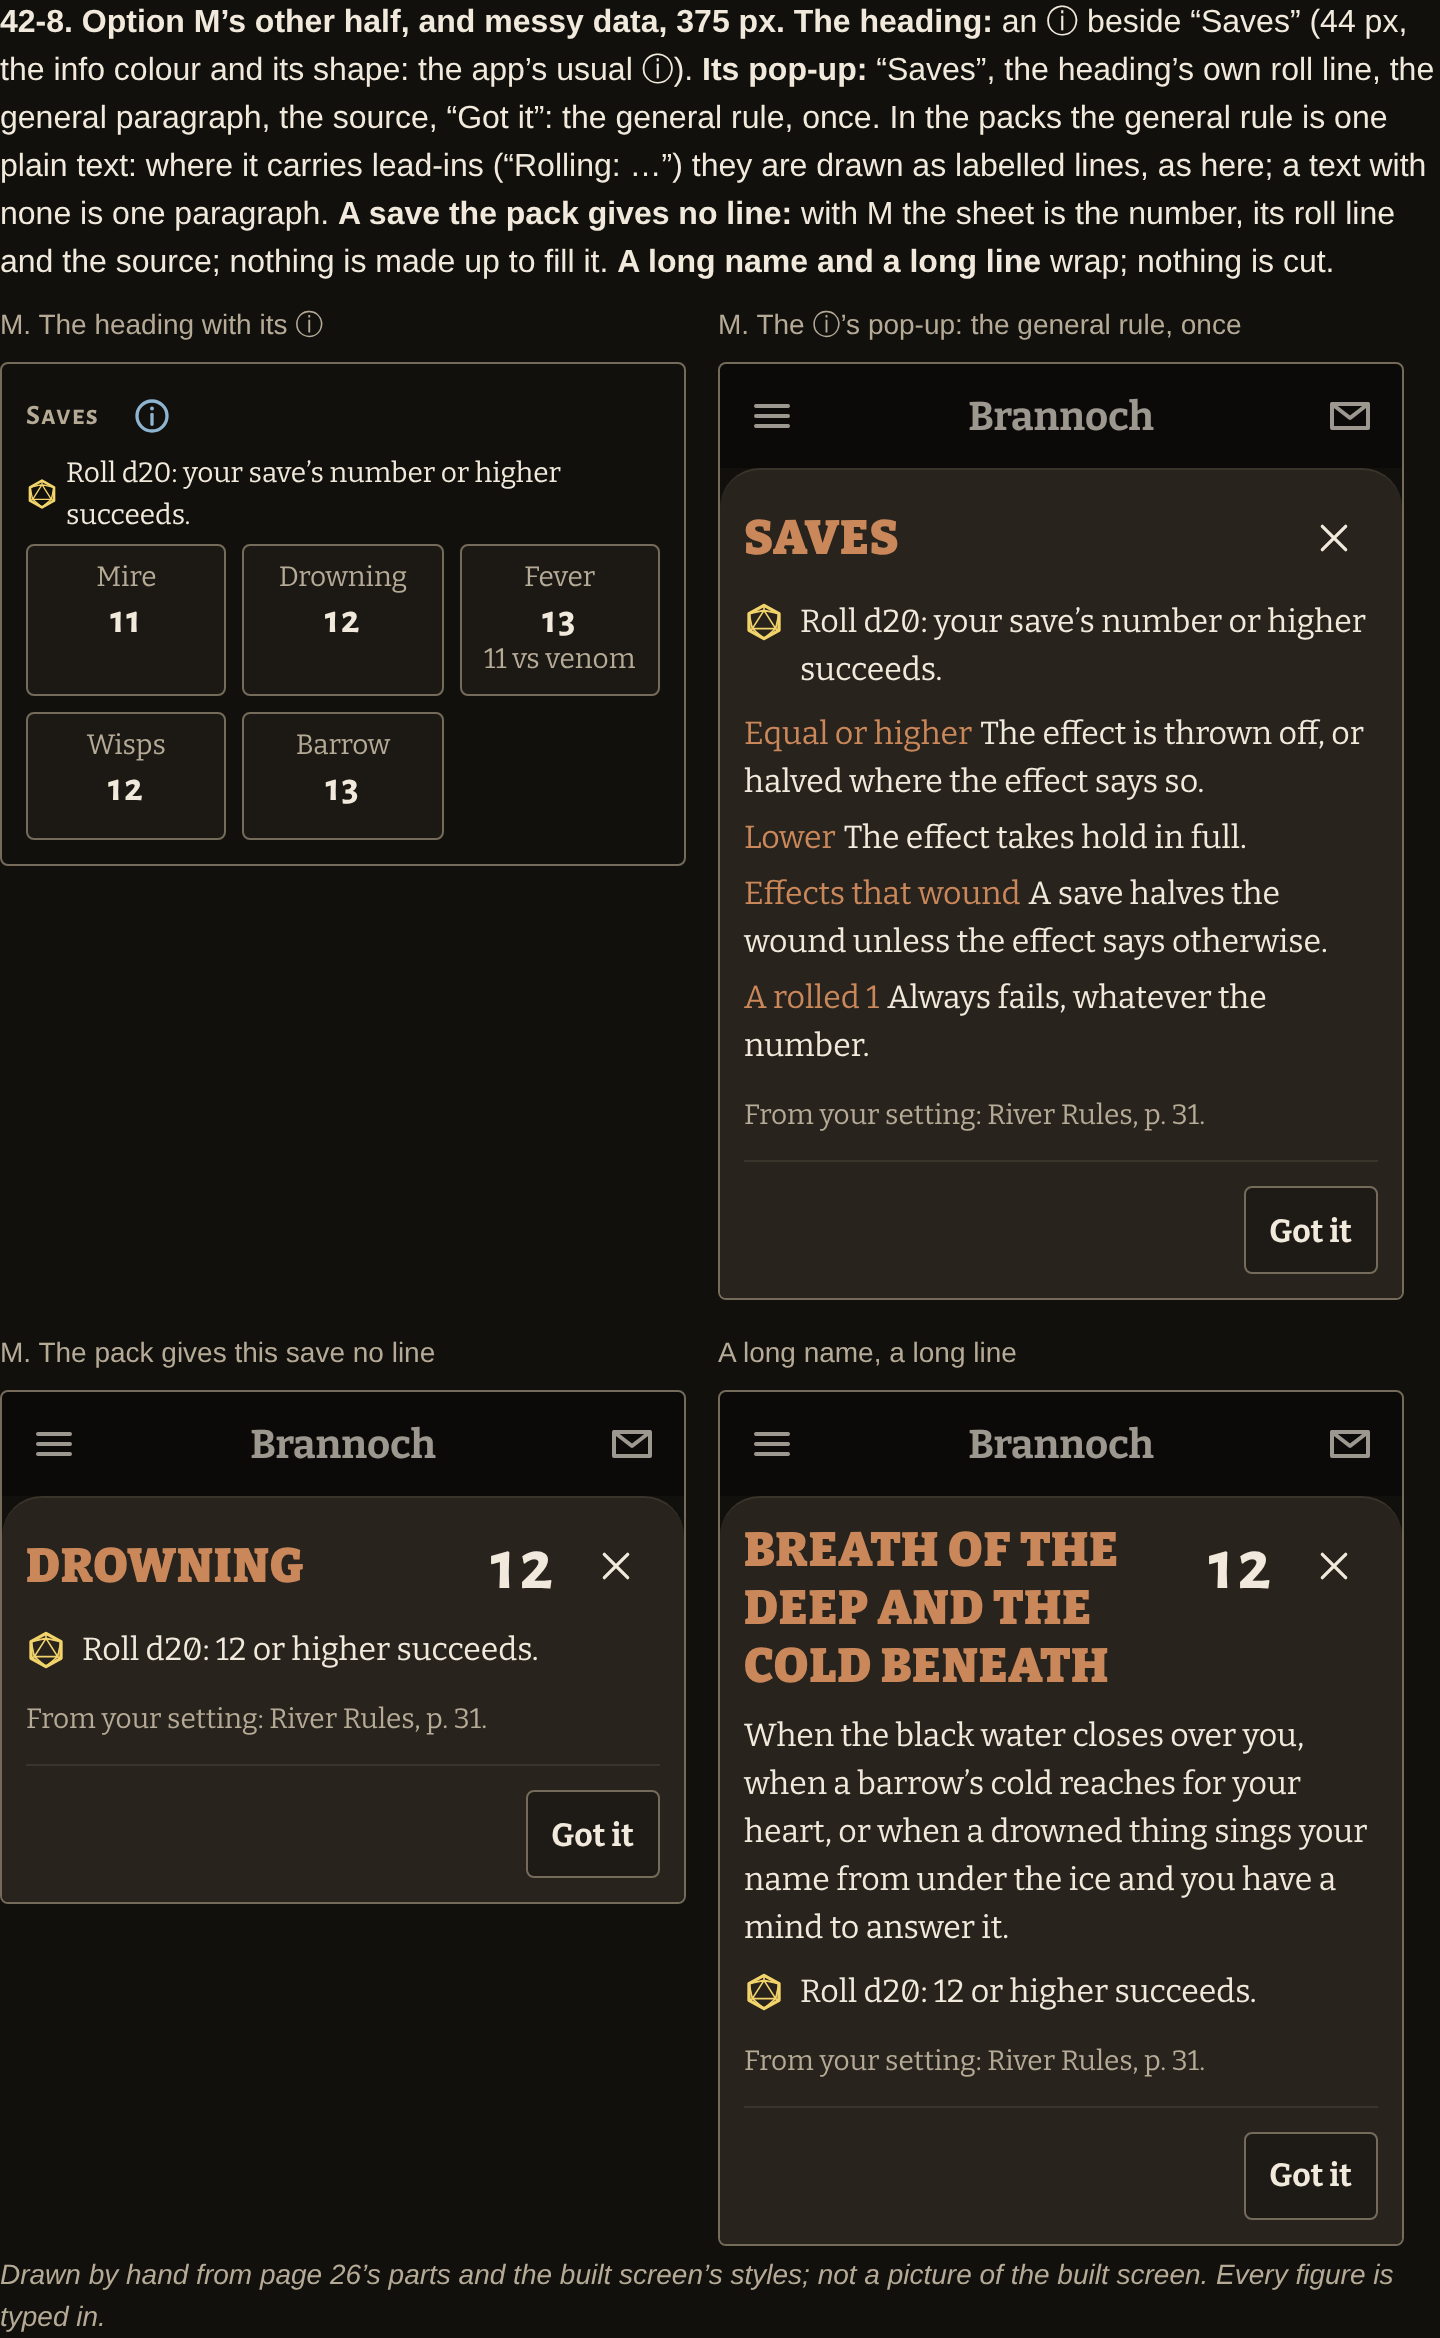 42-8. Option M’s other half, and messy data, 375 px. The heading: an ⓘ beside “Saves” (44 px,
the info colour and its shape: the app’s usual ⓘ). Its pop-up: “Saves”, the heading’s own roll line, the
general paragraph, the source, “Got it”: the general rule, once. In the packs the general rule is one
plain text: where it carries lead-ins (“Rolling: …”) they are drawn as labelled lines, as here; a text with
none is one paragraph. A save the pack gives no line: with M the sheet is the number, its roll line
and the source; nothing is made up to fill it. A long name and a long line wrap; nothing is cut.
M. The heading with its ⓘ
Saves
Roll d20: your save’s number or higher
succeeds.
Mire
11
Drowning
12
Fever
13
11 vs venom
Wisps
12
Barrow
13
M. The ⓘ’s pop-up: the general rule, once
Brannoch
SAVES
Roll d20: your save’s number or higher
succeeds.
Equal or higher The effect is thrown off, or
halved where the effect says so.
Lower The effect takes hold in full.
Effects that wound A save halves the
wound unless the effect says otherwise.
A rolled 1 Always fails, whatever the
number.
From your setting: River Rules, p. 31.
Got it
M. The pack gives this save no line
Brannoch
DROWNING 12
Roll d20: 12 or higher succeeds.
From your setting: River Rules, p. 31.
Got it
A long name, a long line
Brannoch
BREATH OF THE
DEEP AND THE
COLD BENEATH
12
When the black water closes over you,
when a barrow’s cold reaches for your
heart, or when a drowned thing sings your
name from under the ice and you have a
mind to answer it.
Roll d20: 12 or higher succeeds.
From your setting: River Rules, p. 31.
Got it
Drawn by hand from page 26’s parts and the built screen’s styles; not a picture of the built screen. Every figure is
typed in.